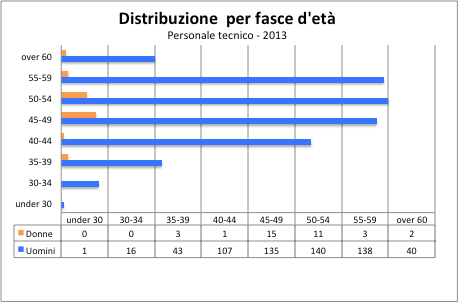 Distribuzione per fasce d'età
Personale tecnico - 2013
over 60
55-59
50-54
45-49
40-44
35-39
30-34
under 30
under 30 30-34 35-39 40-44 45-49 50-54 55-59 over 60
Donne 0 0 3 1 15 11 3 2
Uomini 1 16 43 107 135 140 138 40